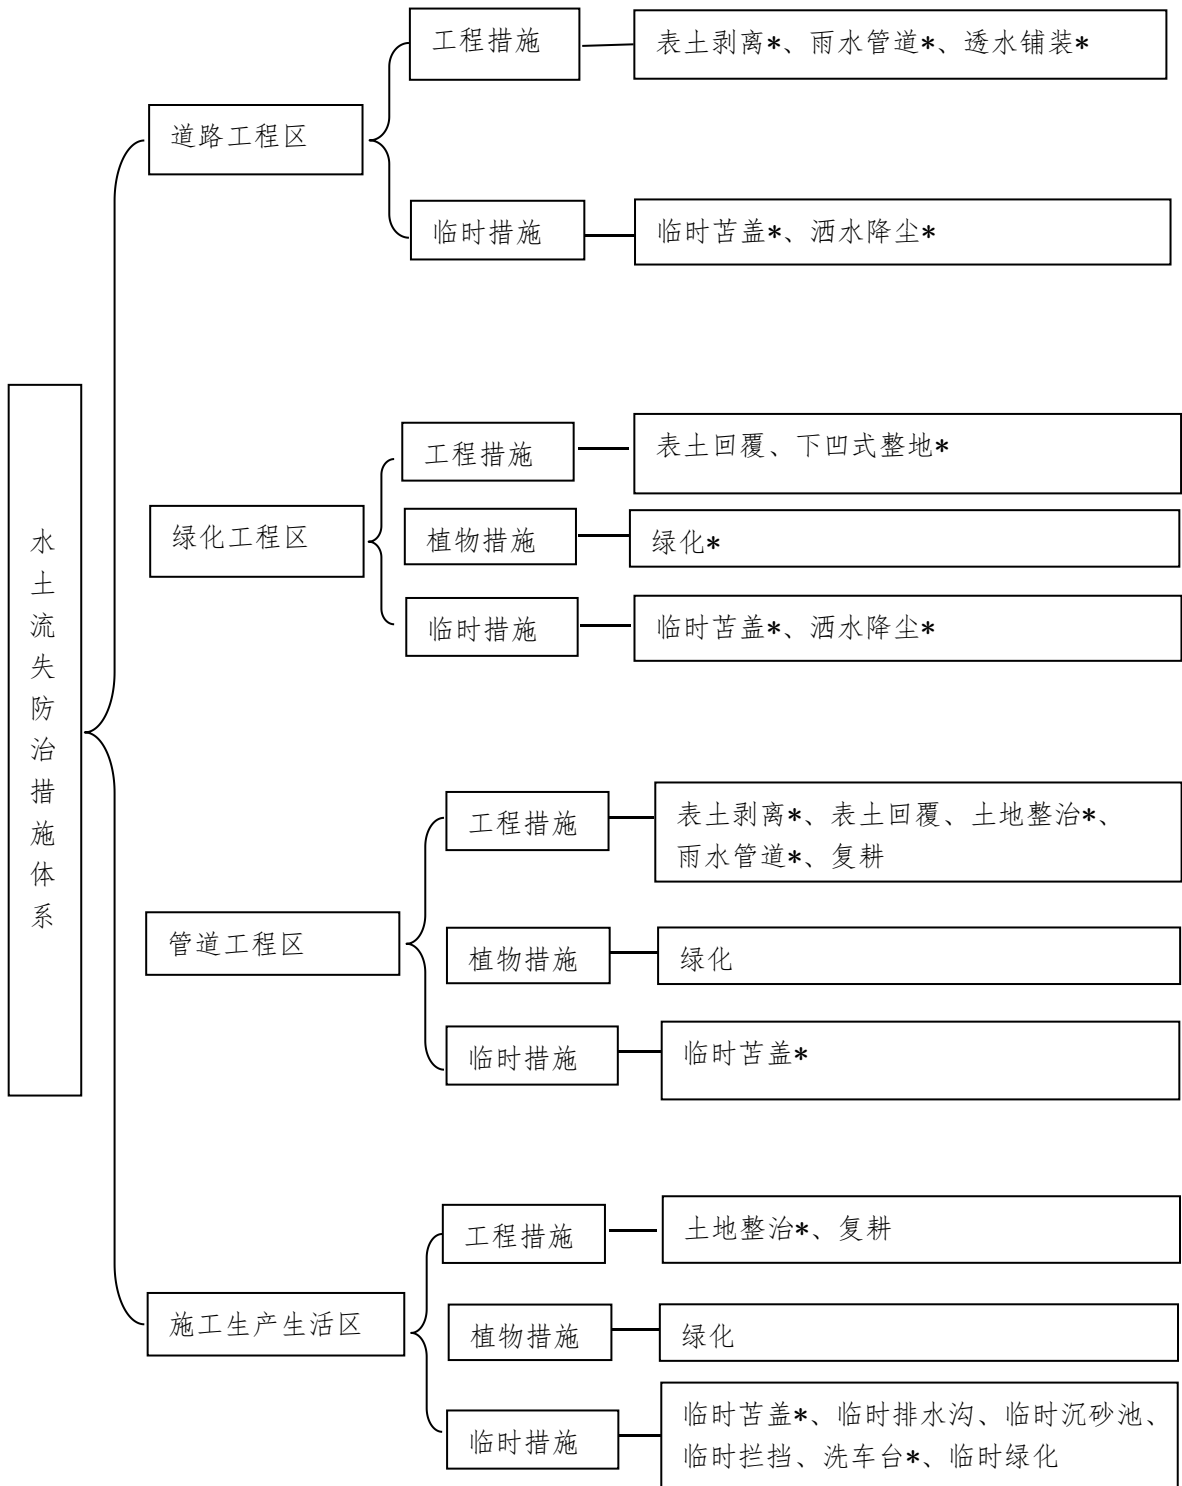 水土流失防治措施体系
道路工程区
工程措施
表土剥离*、雨水管道*、透水铺装*
临时措施
临时苫盖*、洒水降尘*
绿化工程区
工程措施
表土回覆、下凹式整地*
植物措施
绿化*
临时措施
临时苫盖*、洒水降尘*
管道工程区
工程措施
表土剥离*、表土回覆、土地整治*、
雨水管道*、复耕
植物措施
绿化
临时措施
临时苫盖*
施工生产生活区
工程措施
土地整治*、复耕
植物措施
绿化
临时措施
临时苫盖*、临时排水沟、临时沉砂池、
临时拦挡、洗车台*、临时绿化